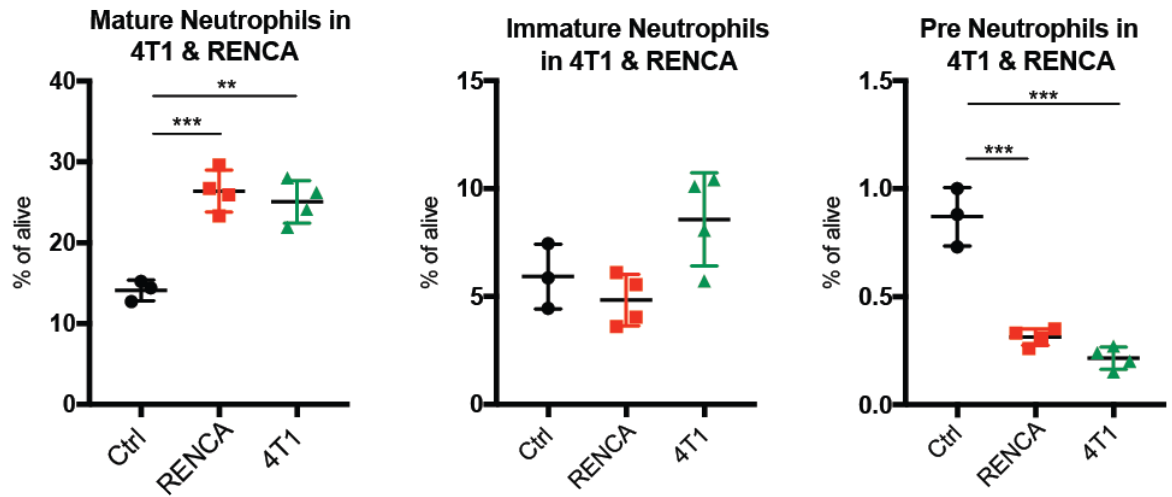 Mature Neutrophils in
4T1 & RENCA
% of alive
40
30
20
10
0
**
***
Ctrl
RENCA
4T1
Immature Neutrophils
in 4T1 & RENCA
% of alive
15
10
5
0
Ctrl
RENCA
4T1
Pre Neutrophils in
4T1 & RENCA
% of alive
1.5
1.0
0.5
0.0
***
***
Ctrl
RENCA
4T1